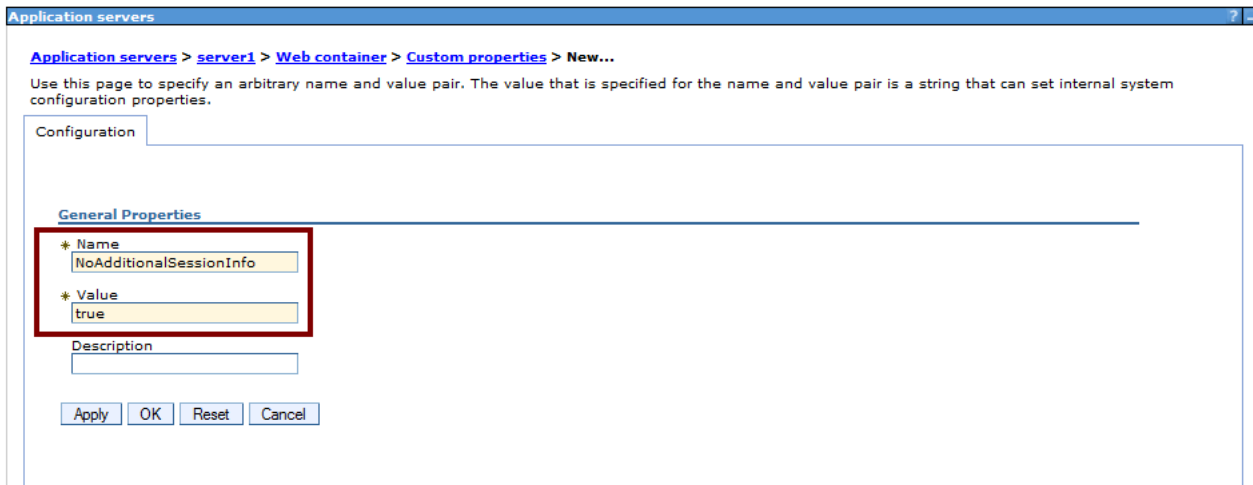 Application servers ? –
Application servers > server1 > Web container > Custom properties > New...
Use this page to specify an arbitrary name and value pair. The value that is specified for the name and value pair is a string that can set internal system
configuration properties.
Configuration
General Properties
* Name
NoAdditionalSessionInfo
* Value
true
Description
Apply OK Reset Cancel